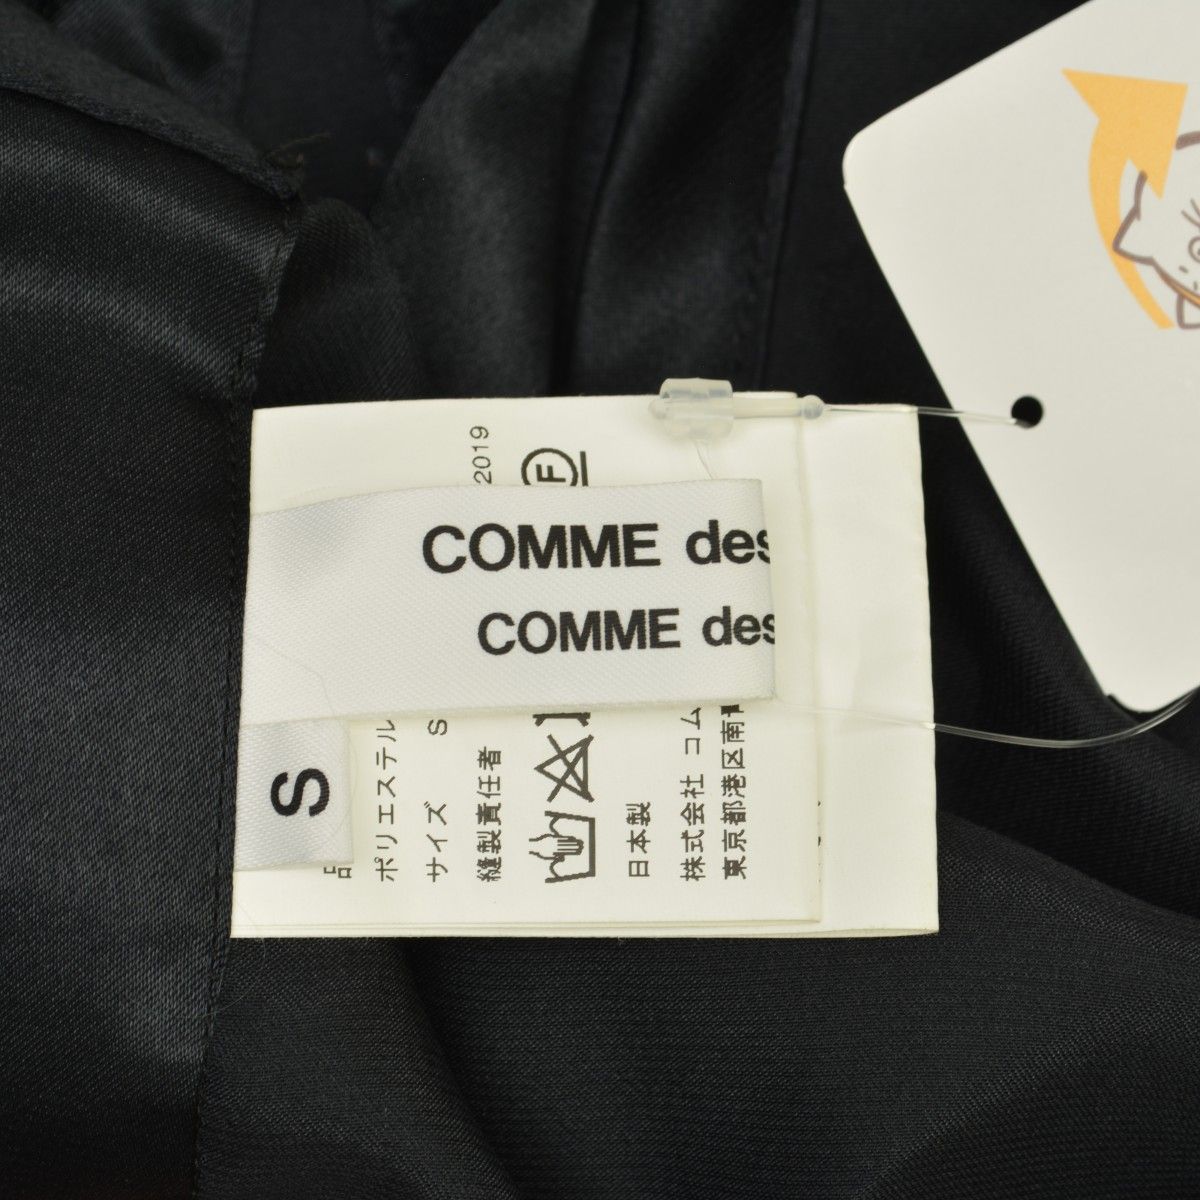 COMME des
COMME des
S
2019
F
ポリエステル
サイズ S
縫製責任者
日本製
株式会社 コム
東京都港区南